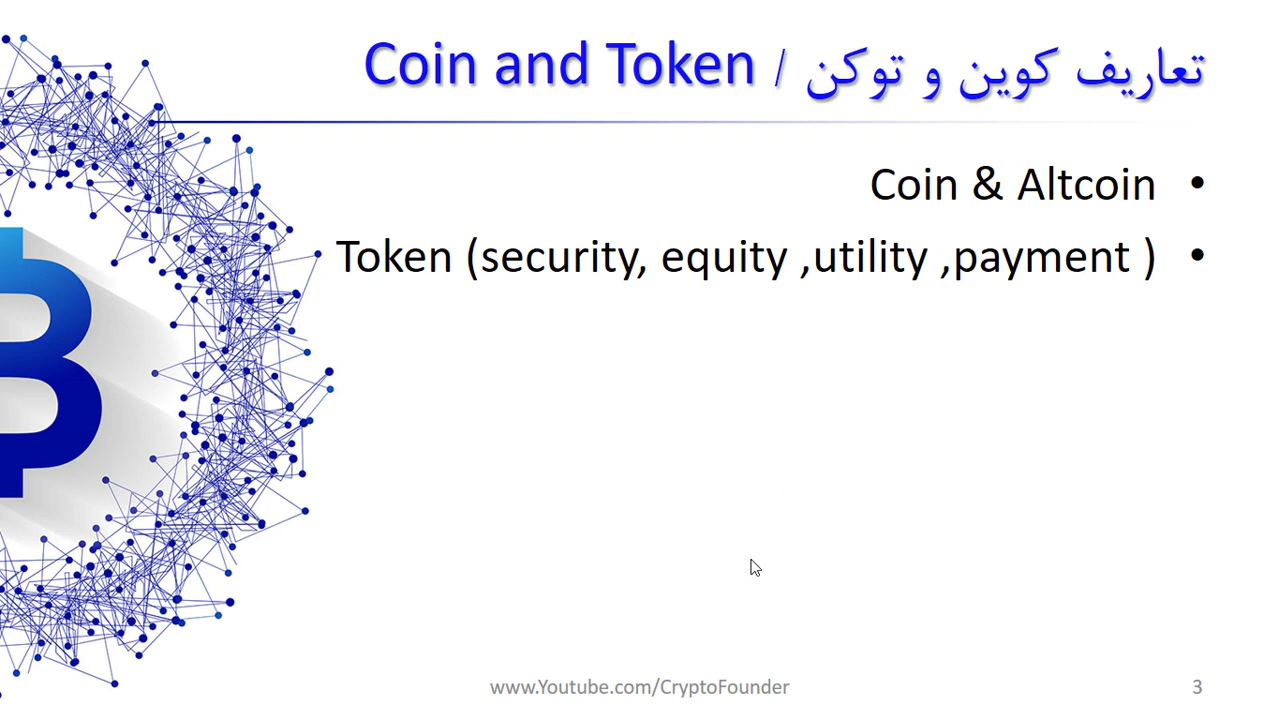 تعاریف کوین و توکن / Coin and Token
• Coin & Altcoin
• Token (security, equity ,utility ,payment )
www.Youtube.com/CryptoFounder
3